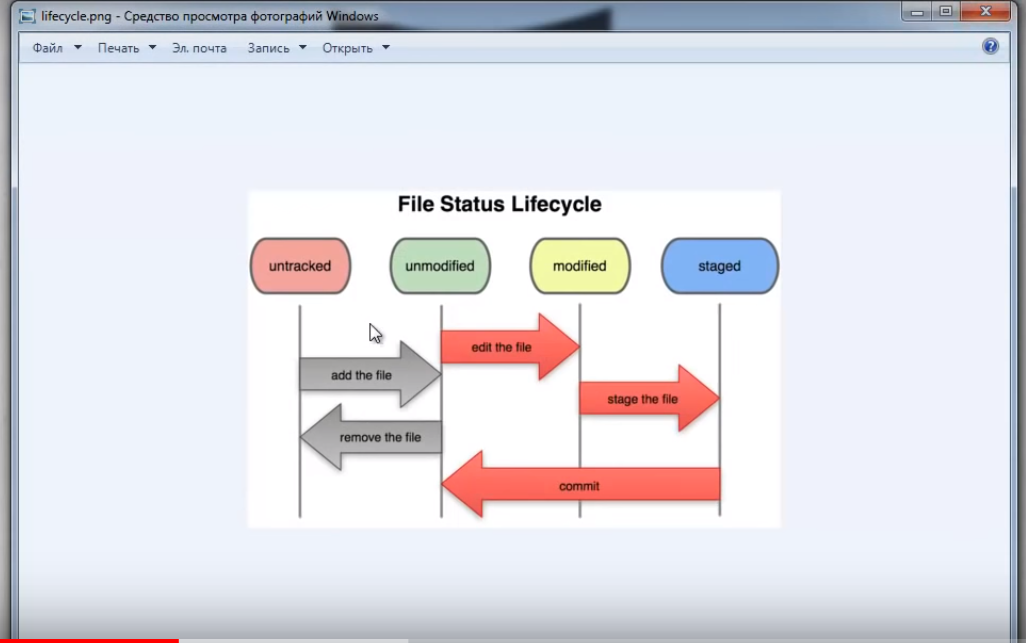 lifecycle.png - Средство просмотра фотографий Windows
Файл Печать Эл. почта Запись Открыть ?
File Status Lifecycle
untracked unmodified modified staged
edit the file
add the file
stage the file
remove the file
commit